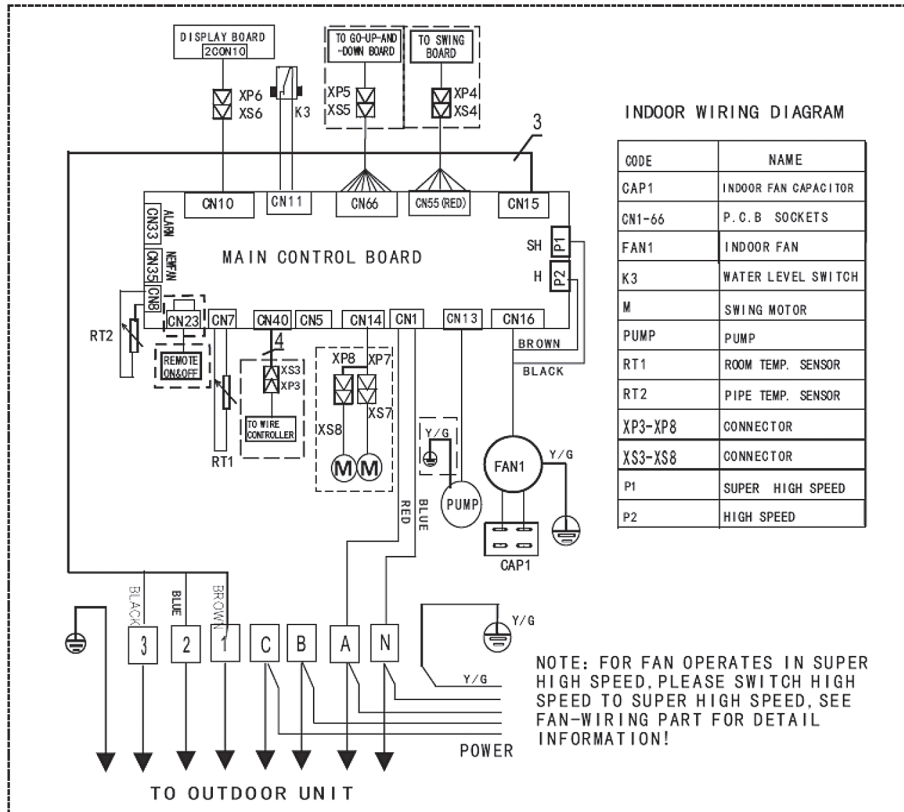 DISPLAY BOARD
2CON10
TO GO-UP-AND
-DOWN BOARD
TO SWING
BOARD
XP6
XS6
K3
XP5
XS5
XP4
XS4
3
INDOOR WIRING DIAGRAM
CODE NAME
CAP1 INDOOR FAN CAPACITOR
CN1-66 P.C.B SOCKETS
FAN1 INDOOR FAN
K3 WATER LEVEL SWITCH
M SWING MOTOR
PUMP PUMP
RT1 ROOM TEMP. SENSOR
RT2 PIPE TEMP. SENSOR
XP3-XP8 CONNECTOR
XS3-XS8 CONNECTOR
P1 SUPER HIGH SPEED
P2 HIGH SPEED
CN10
CN11
CN66
CN55(RED)
CN15
CN33
ALARM
CN35
NEWFAN
CN8
MAIN CONTROL BOARD
SH
P1
H
P2
CN23
CN7
CN40
CN5
CN14
CN1
CN13
CN16
RT2
REMOTE
ON&OFF
RT1
4
XS3
XP3
TO WIRE
CONTROLLER
XP8
XP7
XS8
XS7
M
M
BROWN
BLACK
Y/G
RED
BLUE
PUMP
FAN1
Y/G
CAP1
BLACK
BLUE
BROWN
3
2
1
C
B
A
N
Y/G
Y/G
POWER
TO OUTDOOR UNIT
NOTE: FOR FAN OPERATES IN SUPER
HIGH SPEED, PLEASE SWITCH HIGH
SPEED TO SUPER HIGH SPEED, SEE
FAN-WIRING PART FOR DETAIL
INFORMATION!